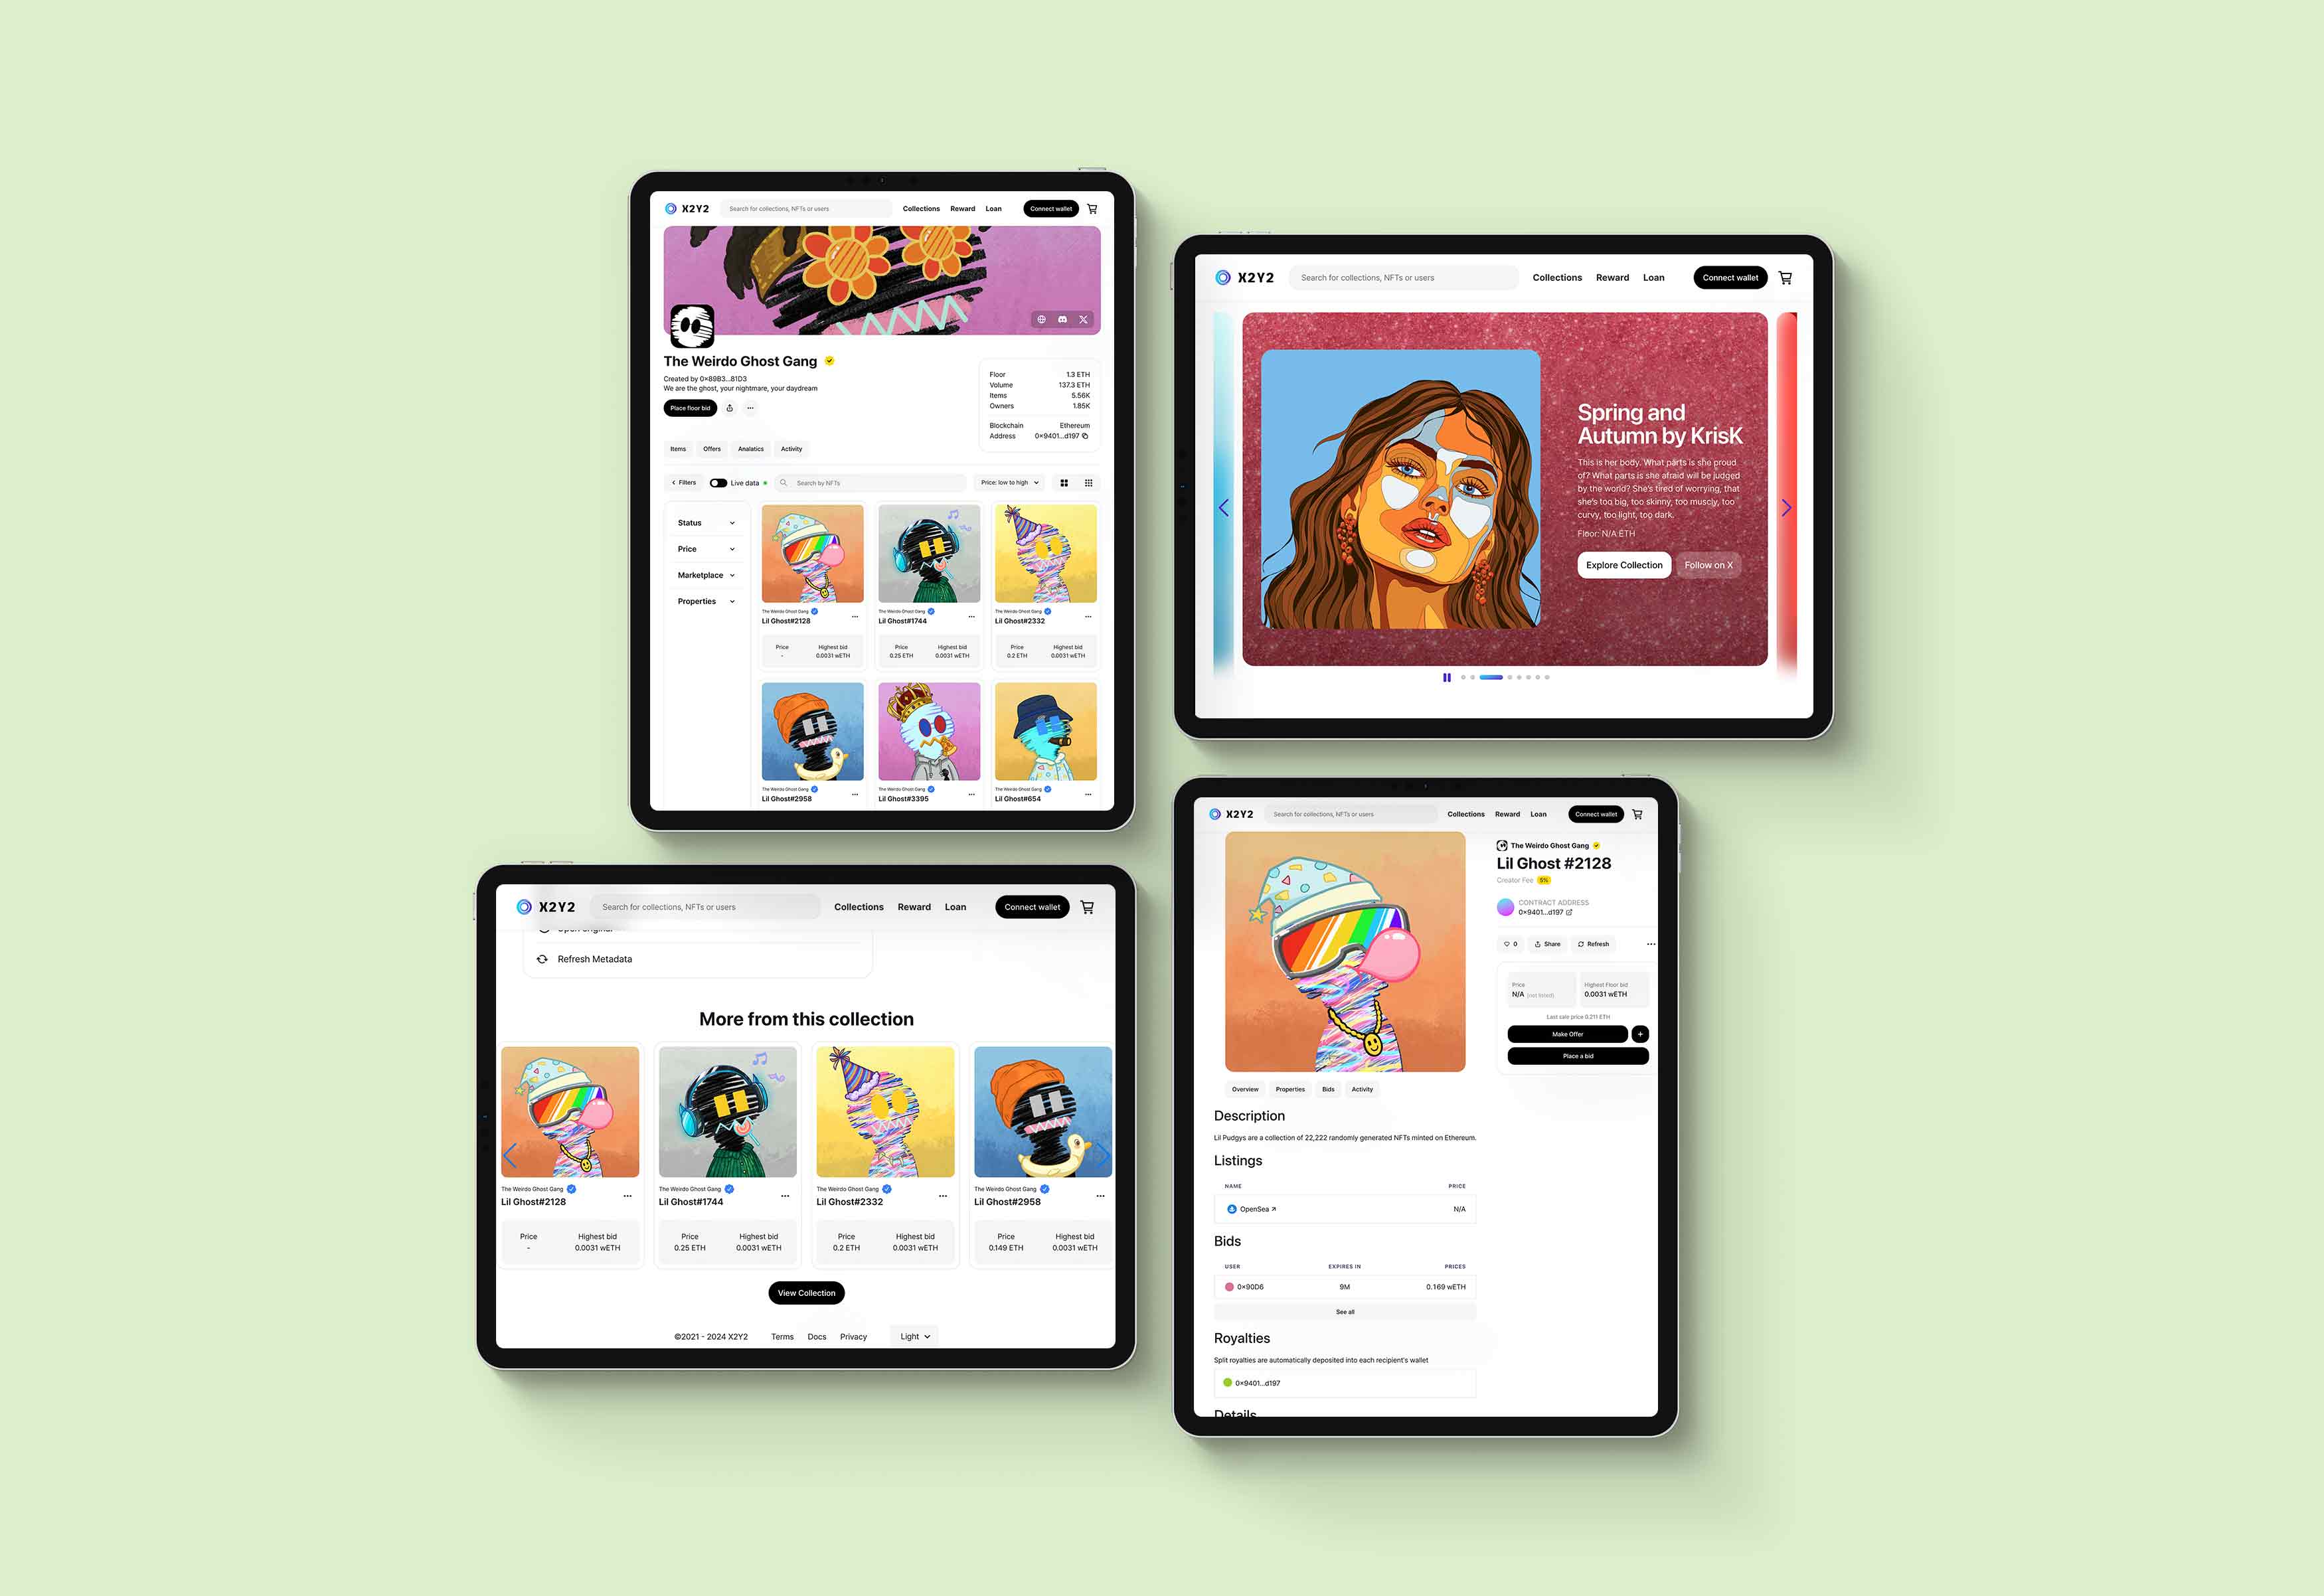 X2Y2
Search for collections, NFTs or users
Collections Reward Loan
Connect wallet
The Weirdo Ghost Gang
Created by 0×89B3...81D3
We are the ghost, your nightmare, your daydream
Place floor bid
Floor 1.3 ETH
Volume 137.3 ETH
Items 5.56K
Owners 1.85K
Blockchain Ethereum
Address 0×9401...d197
Items Offers Analatics Activity
Filters Live data Search by NFTs Price: low to high
Status
Price
Marketplace
Properties
The Weirdo Ghost Gang
Lil Ghost#2128
Price Highest bid
- 0.0031 wETH
The Weirdo Ghost Gang
Lil Ghost#1744
Price Highest bid
0.25 ETH 0.0031 wETH
The Weirdo Ghost Gang
Lil Ghost#2332
Price Highest bid
0.2 ETH 0.0031 wETH
The Weirdo Ghost Gang
Lil Ghost#2958
The Weirdo Ghost Gang
Lil Ghost#3395
The Weirdo Ghost Gang
Lil Ghost#654
X2Y2
Search for collections, NFTs or users
Collections Reward Loan
Connect wallet
Spring and
Autumn by KrisK
This is her body. What parts is she proud
of? What parts is she afraid will be judged
by the world? She's tired of worrying, that
she's too big, too skinny, too muscly, too
curvy, too light, too dark.
Floor: N/A ETH
Explore Collection Follow on X
X2Y2
Search for collections, NFTs or users
Collections Reward Loan
Connect wallet
Refresh Metadata
More from this collection
The Weirdo Ghost Gang
Lil Ghost#2128
Price Highest bid
- 0.0031 wETH
The Weirdo Ghost Gang
Lil Ghost#1744
Price Highest bid
0.25 ETH 0.0031 wETH
The Weirdo Ghost Gang
Lil Ghost#2332
Price Highest bid
0.2 ETH 0.0031 wETH
The Weirdo Ghost Gang
Lil Ghost#2958
Price Highest bid
0.149 ETH 0.0031 wETH
View Collection
©2021 - 2024 X2Y2 Terms Docs Privacy Light
X2Y2
Search for collections, NFTs or users
Collections Reward Loan
Connect wallet
The Weirdo Ghost Gang
Lil Ghost #2128
Creator Fee 5%
CONTRACT ADDRESS
0×9401...d197
0 Share Refresh
Price
N/A (not listed)
Highest Floor bid
0.0031 wETH
Last sale price 0.211 ETH
Make Offer +
Place a bid
Overview Properties Bids Activity
Description
Lil Pudgys are a collection of 22,222 randomly generated NFTs minted on Ethereum.
Listings
NAME PRICE
OpenSea N/A
Bids
USER EXPIRES IN PRICES
0×90D6 9M 0.169 wETH
See all
Royalties
Split royalties are automatically deposited into each recipient's wallet
0×9401...d197
Details